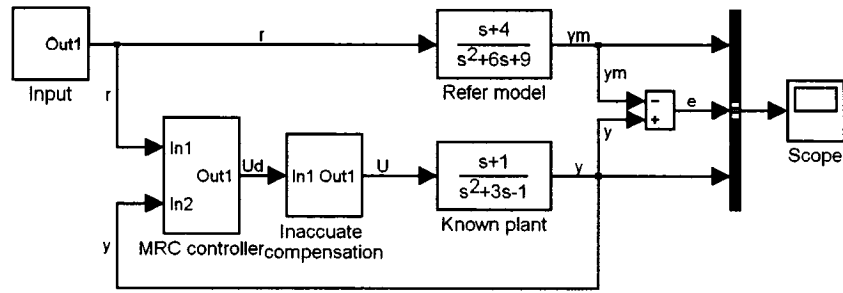 Out1
Input
r
r
s+4
s²+6s+9
Refer model
ym
ym
−
+
e
y
Scope
In1
In2
Out1
MRC controller
Ud
In1 Out1
Inaccuate
compensation
U
s+1
s²+3s-1
Known plant
y
y